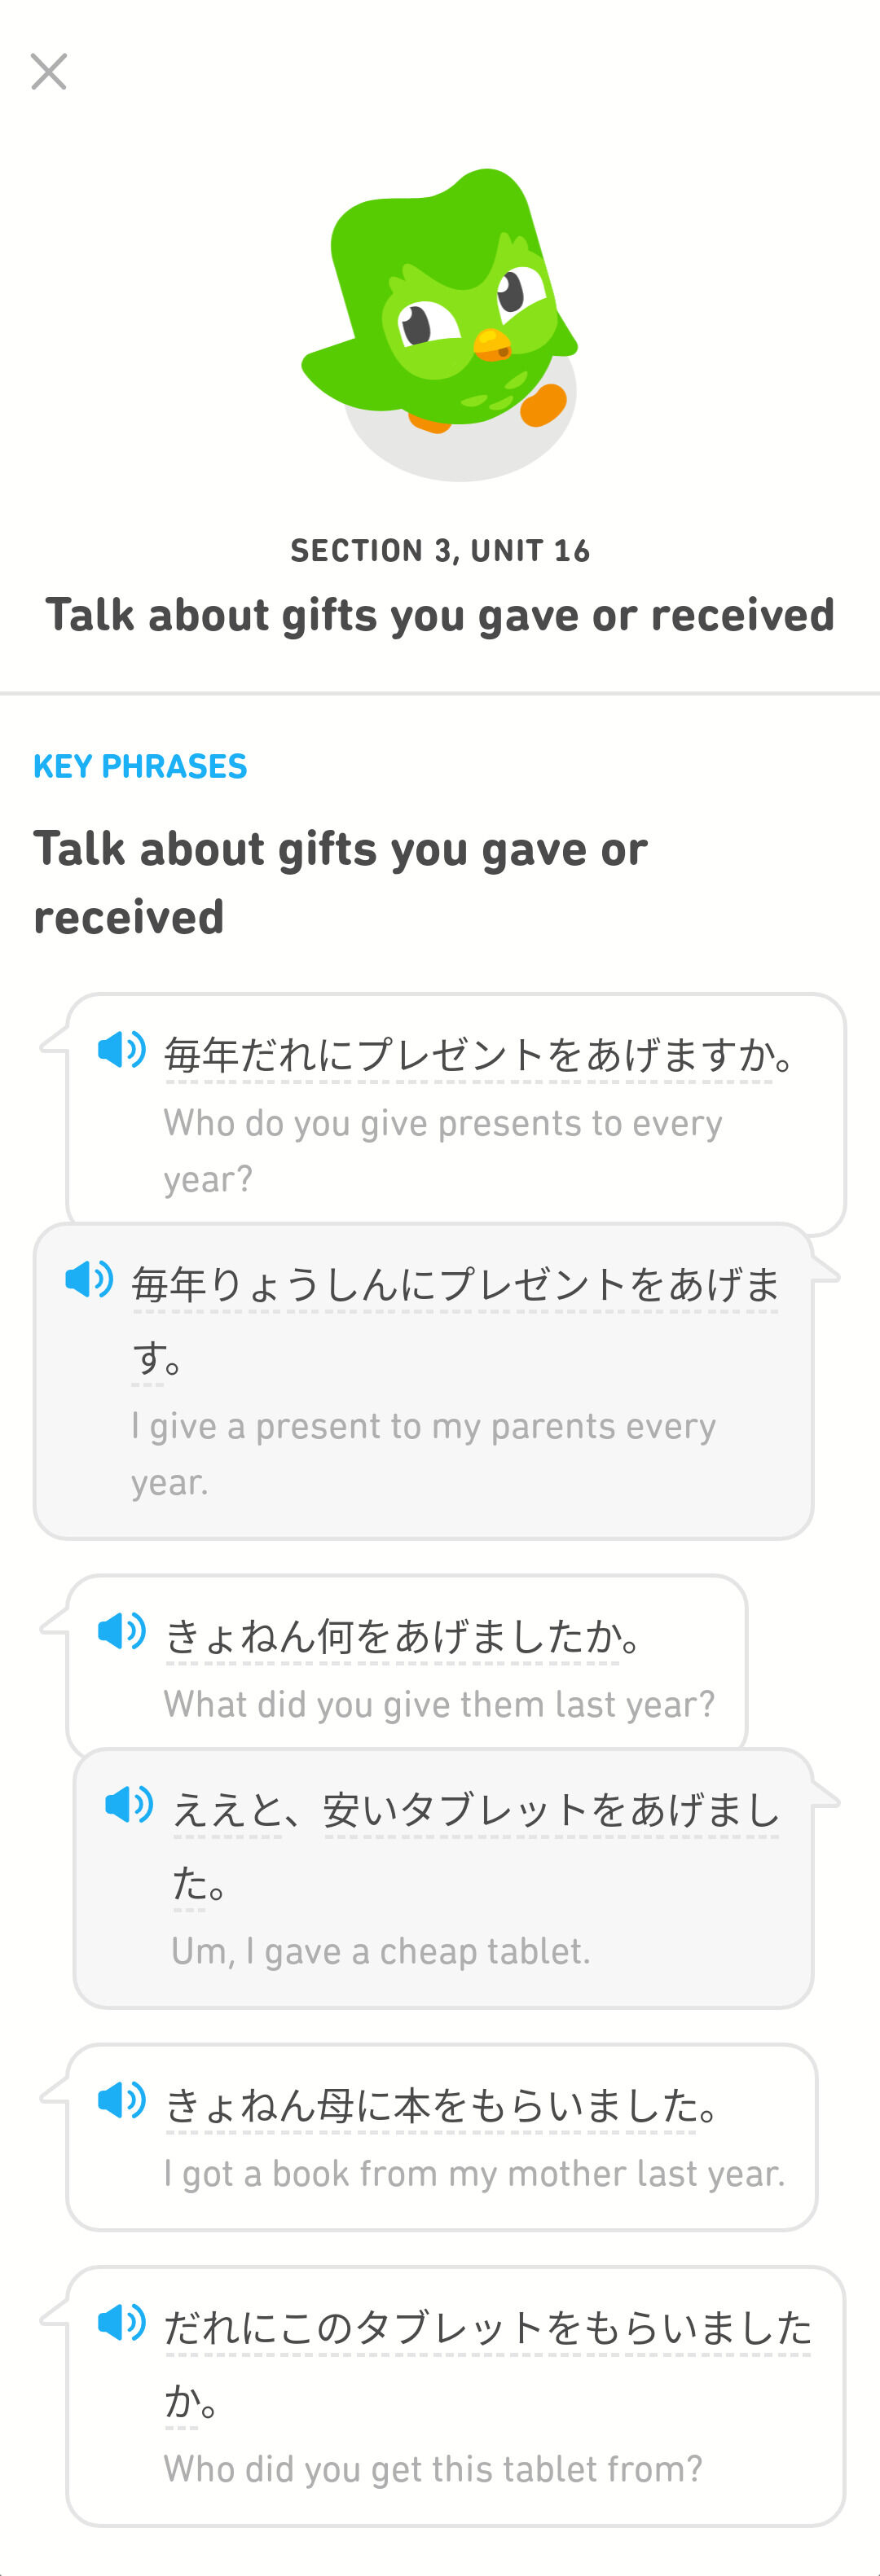 SECTION 3, UNIT 16
Talk about gifts you gave or received
KEY PHRASES
Talk about gifts you gave or
received
毎年だれにプレゼントをあげますか。
Who do you give presents to every
year?
毎年りょうしんにプレゼントをあげま
す。
I give a present to my parents every
year.
きょねん何をあげましたか。
What did you give them last year?
ええと、安いタブレットをあげまし
た。
Um, I gave a cheap tablet.
きょねん母に本をもらいました。
I got a book from my mother last year.
だれにこのタブレットをもらいました
か。
Who did you get this tablet from?